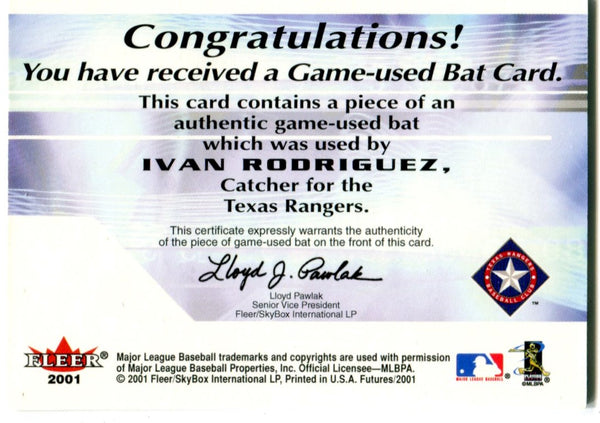 Congratulations!
You have received a Game-used Bat Card.
This card contains a piece of an
authentic game-used bat
which was used by
IVAN RODRIGUEZ,
Catcher for the
Texas Rangers.
This certificate expressly warrants the authenticity
of the piece of game-used bat on the front of this card.
Lloyd J. Pawlak
Lloyd Pawlak
Senior Vice President
Fleer/SkyBox International LP
TEXAS RANGERS
BASEBALL CLUB
™
FLEER®
2001
Major League Baseball trademarks and copyrights are used with permission
of Major League Baseball Properties, Inc. Official Licensee—MLBPA.
© 2001 Fleer/SkyBox International LP, Printed in U.S.A. Futures/2001
MAJOR LEAGUE BASEBALL
©MLBPA